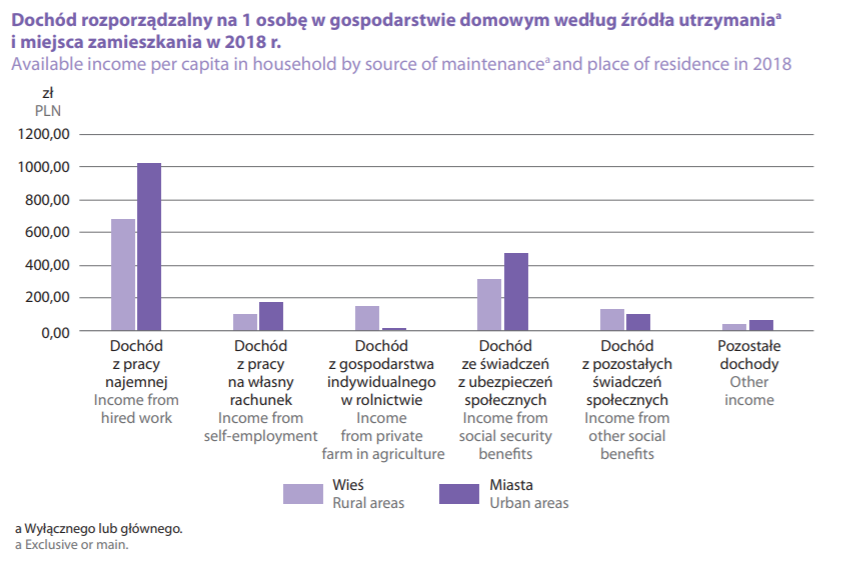 Dochód rozporządzalny na 1 osobę w gospodarstwie domowym według źródła utrzymaniaᵃ
i miejsca zamieszkania w 2018 r.
Available income per capita in household by source of maintenanceᵃ and place of residence in 2018
zł
PLN
1200,00
1000,00
800,00
600,00
400,00
200,00
0,00
Dochód
z pracy
najemnej
Income from
hired work
Dochód
z pracy
na własny
rachunek
Income from
self-employment
Dochód
z gospodarstwa
indywidualnego
w rolnictwie
Income
from private
farm in agriculture
Dochód
ze świadczeń
z ubezpieczeń
społecznych
Income from
social security
benefits
Dochód
z pozostałych
świadczeń
społecznych
Income from
other social
benefits
Pozostałe
dochody
Other
income
Wieś
Rural areas
Miasta
Urban areas
a Wyłącznego lub głównego.
a Exclusive or main.